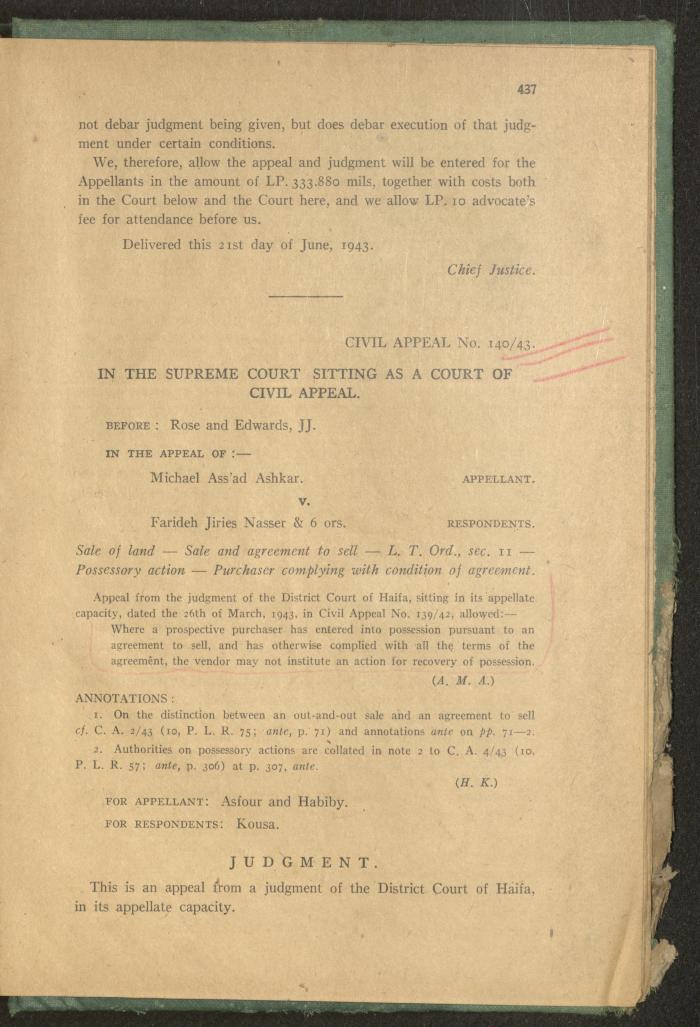 437
not debar judgment being given, but does debar execution of that judg-
ment under certain conditions.
We, therefore, allow the appeal and judgment will be entered for the
Appellants in the amount of LP. 333.880 mils, together with costs both
in the Court below and the Court here, and we allow LP. 10 advocate's
fee for attendance before us.
Delivered this 21st day of June, 1943.
Chief Justice.
CIVIL APPEAL No. 140/43.
IN THE SUPREME COURT SITTING AS A COURT OF
CIVIL APPEAL.
BEFORE : Rose and Edwards, JJ.
IN THE APPEAL OF :—
Michael Ass'ad Ashkar. APPELLANT.
v.
Farideh Jiries Nasser & 6 ors. RESPONDENTS.
Sale of land — Sale and agreement to sell — L. T. Ord., sec. 11 —
Possessory action — Purchaser complying with condition of agreement.
Appeal from the judgment of the District Court of Haifa, sitting in its appellate
capacity, dated the 26th of March, 1943, in Civil Appeal No. 139/42, allowed:—
Where a prospective purchaser has entered into possession pursuant to an
agreement to sell, and has otherwise complied with all the terms of the
agreement, the vendor may not institute an action for recovery of possession.
(A. M. A.)
ANNOTATIONS :
1. On the distinction between an out-and-out sale and an agreement to sell
cf. C. A. 2/43 (10, P. L. R. 75; ante, p. 71) and annotations ante on pp. 71—2.
2. Authorities on possessory actions are collated in note 2 to C. A. 4/43 (10,
P. L. R. 57; ante, p. 306) at p. 307, ante.
(H. K.)
FOR APPELLANT: Asfour and Habiby.
FOR RESPONDENTS: Kousa.
JUDGMENT.
This is an appeal from a judgment of the District Court of Haifa,
in its appellate capacity.